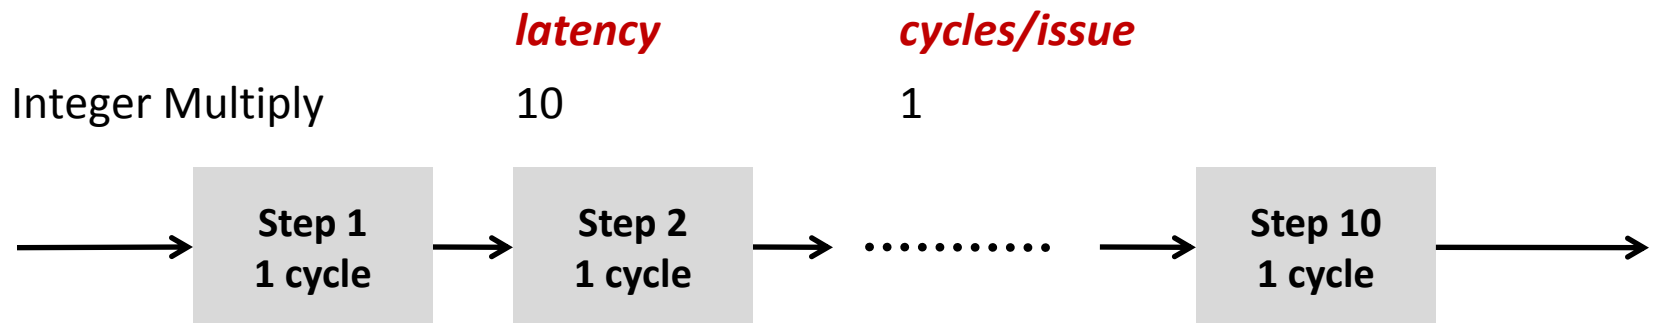 latency cycles/issue
Integer Multiply 10 1
Step 1 Step 2 Step 10
1 cycle 1 cycle 1 cycle